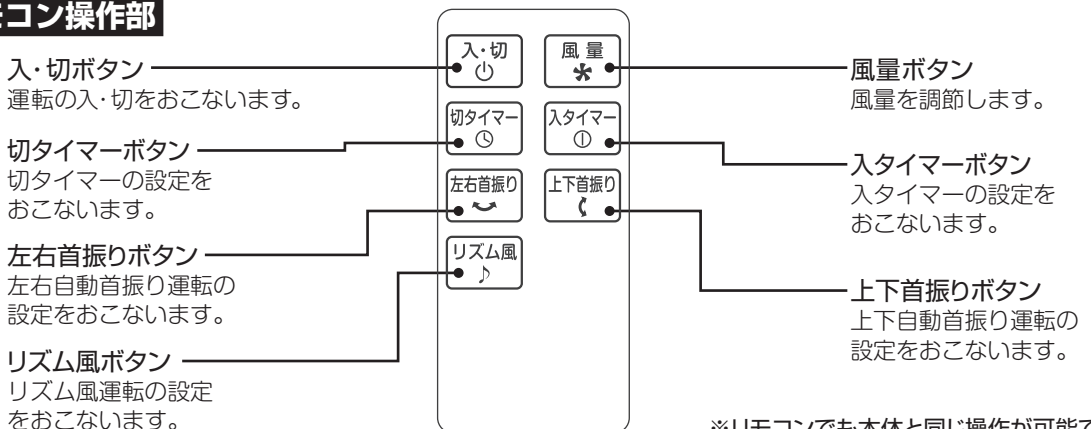 モコン操作部
入・切ボタン
運転の入・切をおこないます。
切タイマーボタン
切タイマーの設定を
おこないます。
左右首振りボタン
左右自動首振り運転の
設定をおこないます。
リズム風ボタン
リズム風運転の設定
をおこないます。
入・切
風量
切タイマー
入タイマー
左右首振り
上下首振り
リズム風
風量ボタン
風量を調節します。
入タイマーボタン
入タイマーの設定を
おこないます。
上下首振りボタン
上下自動首振り運転の
設定をおこないます。
※リモコンでも本体と同じ操作が可能で